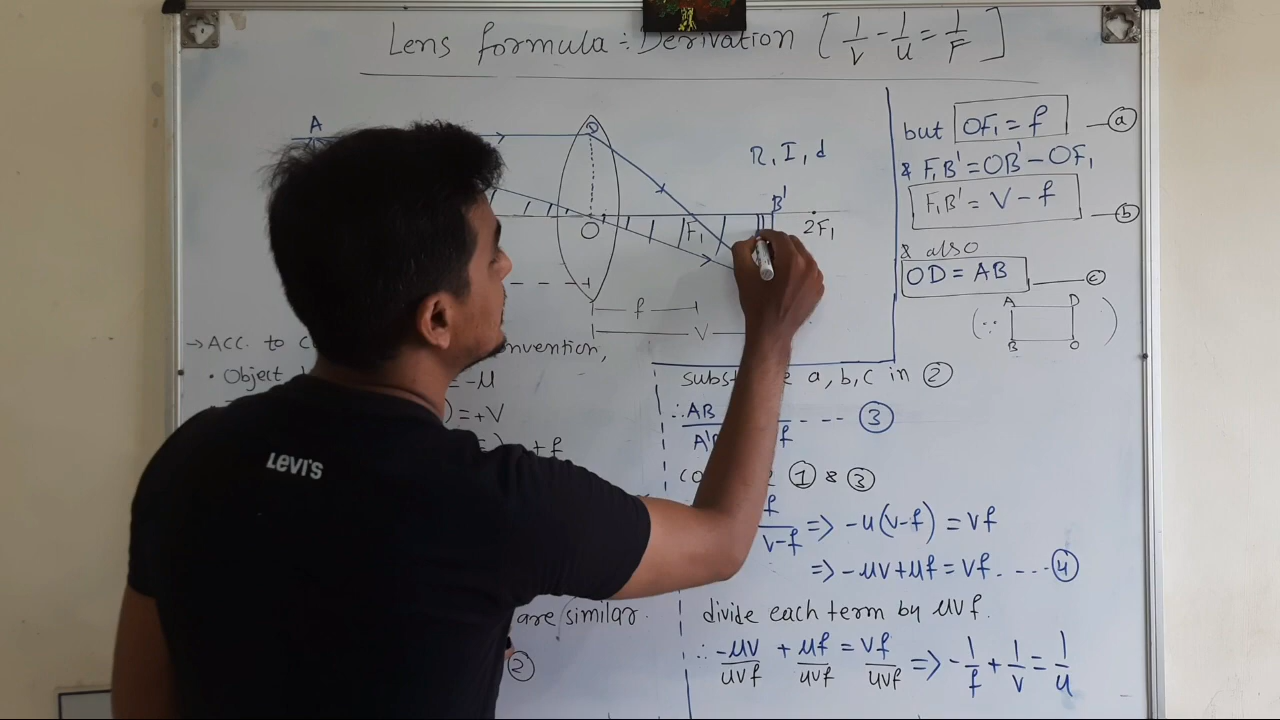 Lens formula ÷ Derivation [ 1/v - 1/u = 1/F ]
A
D
R, I, d
B'
O
F₁
2F₁
f
V
but OF₁ = f — ⓐ
& F₁B' = OB' - OF₁
F₁B' = V - f — ⓑ
& also
OD = AB — ⓒ
(∵ A D B O )
→ ACC. to convention,
• Object = -u
) = +V
+ f
are similar.
②
a, b, c in ②
∴ AB ---- ③
f
① & ③
f / v-f => -u(v-f) = vf
=> -uv+uf = vf. ---- ④
divide each term by uvf.
∴ -uv/uvf + uf/uvf = vf/uvf => -1/f + 1/v = 1/u
LEVI'S